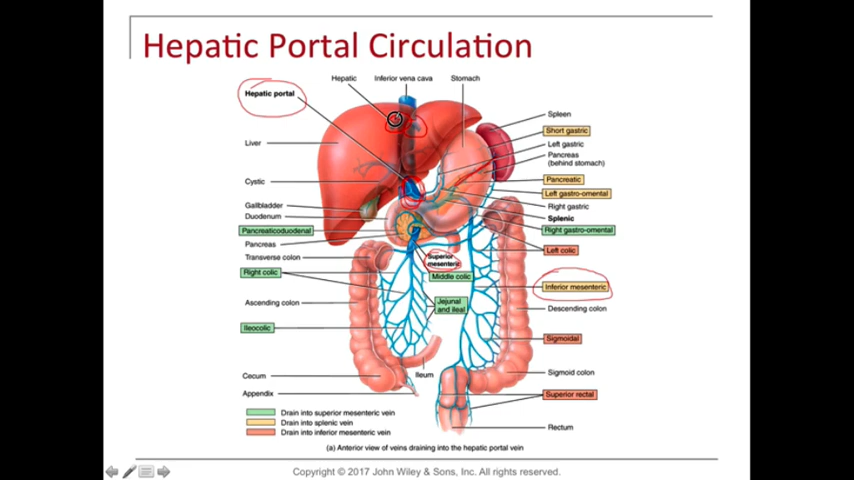 Hepatic Portal Circulation
Hepatic
Inferior vena cava
Stomach
Hepatic portal
Liver
Cystic
Gallbladder
Duodenum
Pancreaticoduodenal
Pancreas
Transverse colon
Right colic
Ascending colon
Ileocolic
Cecum
Appendix
Superior
mesenteric
Middle colic
Jejunal
and ileal
Ileum
Spleen
Short gastric
Left gastric
Pancreas
(behind stomach)
Pancreatic
Left gastro-omental
Right gastric
Splenic
Right gastro-omental
Left colic
Inferior mesenteric
Descending colon
Sigmoidal
Sigmoid colon
Superior rectal
Rectum
Drain into superior mesenteric vein
Drain into splenic vein
Drain into inferior mesenteric vein
(a) Anterior view of veins draining into the hepatic portal vein
Copyright © 2017 John Wiley & Sons, Inc. All rights reserved.